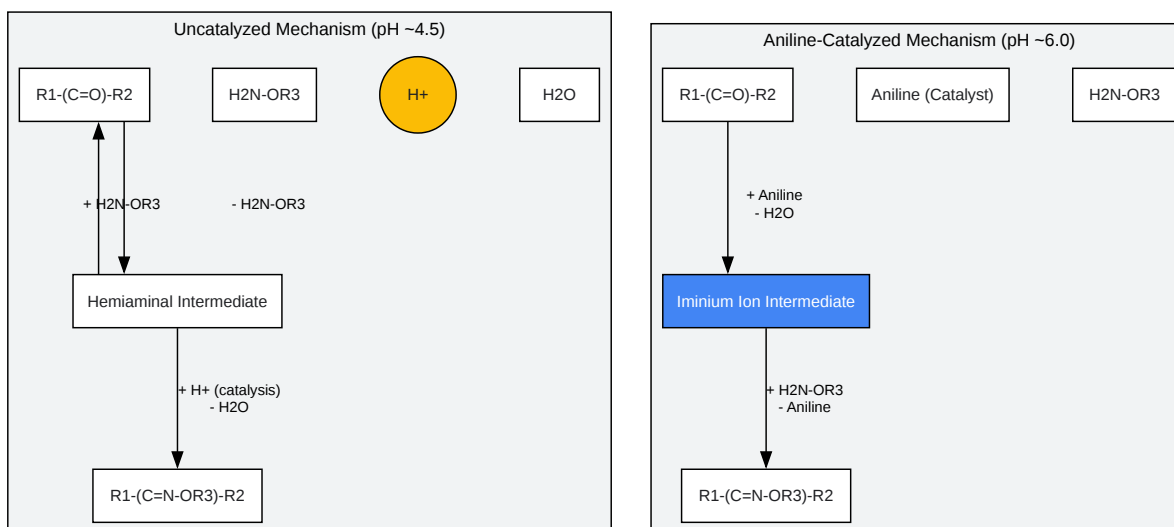 Uncatalyzed Mechanism (pH ~4.5)
R1-(C=O)-R2
H2N-OR3
H+
H2O
+ H2N-OR3
- H2N-OR3
Hemiaminal Intermediate
+ H+ (catalysis)
- H2O
R1-(C=N-OR3)-R2
Aniline-Catalyzed Mechanism (pH ~6.0)
R1-(C=O)-R2
Aniline (Catalyst)
H2N-OR3
+ Aniline
- H2O
Iminium Ion Intermediate
+ H2N-OR3
- Aniline
R1-(C=N-OR3)-R2